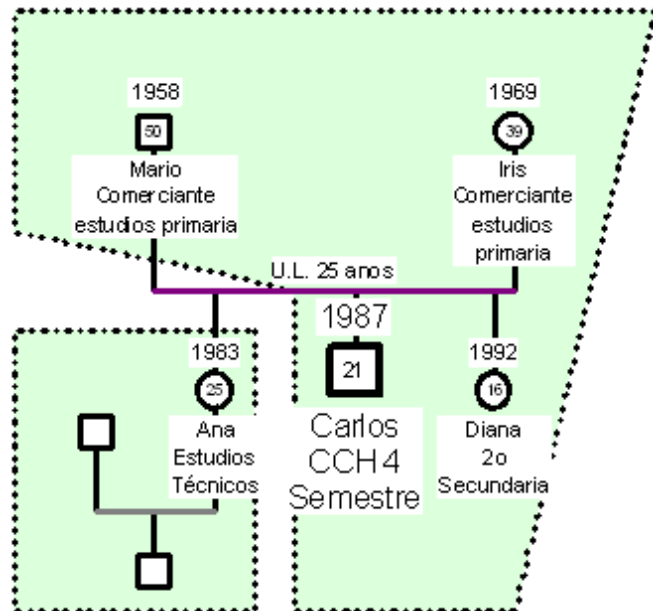 1958
50
Mario
Comerciante
estudios primaria
1969
39
Iris
Comerciante
estudios
primaria
U.L. 25 anos
1983
25
Ana
Estudios
Técnicos
1987
21
Carlos
CCH 4
Semestre
1992
16
Diana
2o
Secundaria